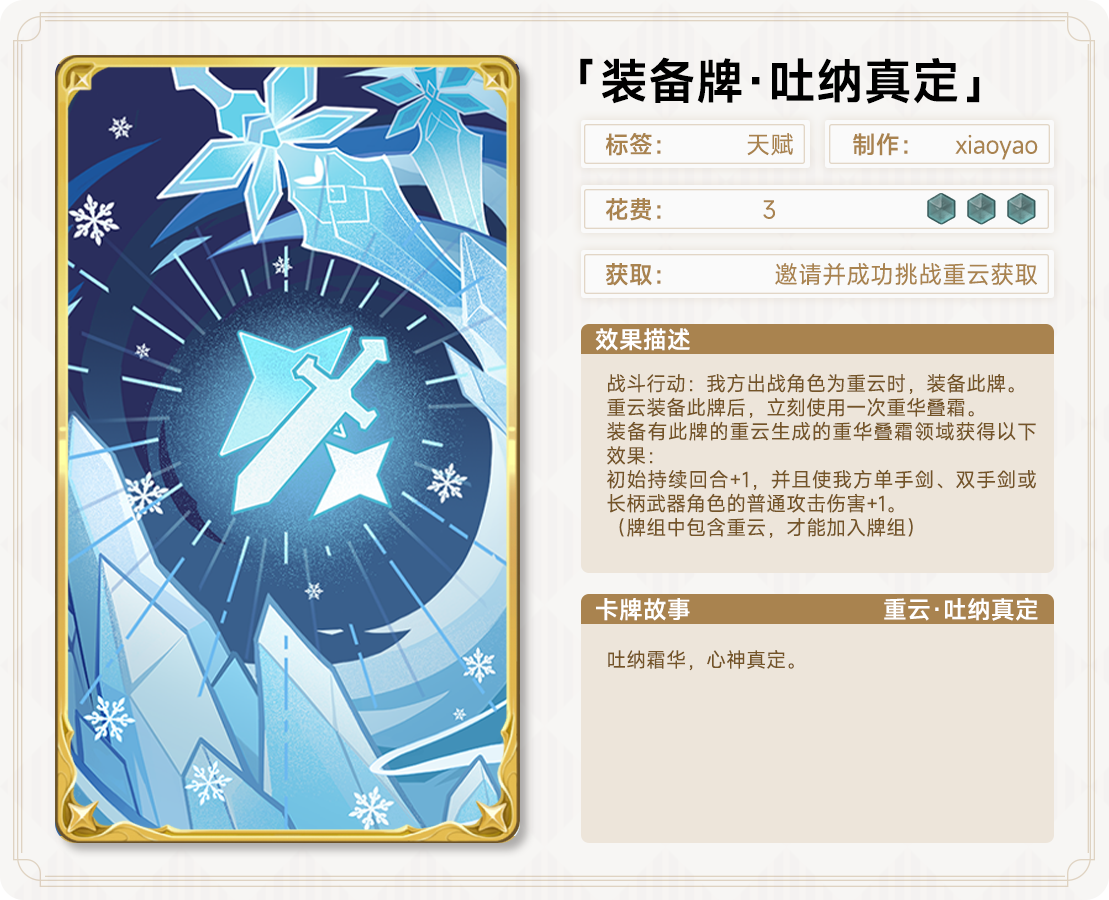 「装备牌·吐纳真定」
标签： 天赋
制作： xiaoyao
花费： 3
获取： 邀请并成功挑战重云获取
效果描述
战斗行动：我方出战角色为重云时，装备此牌。
重云装备此牌后，立刻使用一次重华叠霜。
装备有此牌的重云生成的重华叠霜领域获得以下
效果：
初始持续回合+1，并且使我方单手剑、双手剑或
长柄武器角色的普通攻击伤害+1。
（牌组中包含重云，才能加入牌组）
卡牌故事 重云·吐纳真定
吐纳霜华，心神真定。